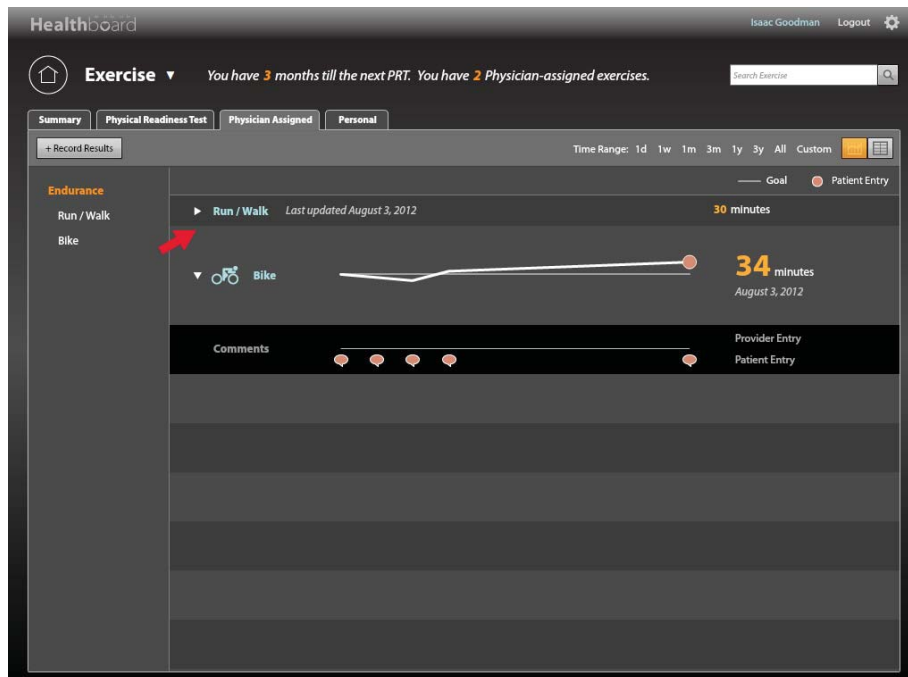 Healthboard
Isaac Goodman Logout
Exercise You have 3 months till the next PRT. You have 2 Physician-assigned exercises.
Search Exercise
Summary Physical Readiness Test Physician Assigned Personal
+ Record Results
Time Range: 1d 1w 1m 3m 1y 3y All Custom
Goal Patient Entry
Endurance
Run / Walk
Bike
Run / Walk Last updated August 3, 2012 30 minutes
Bike 34 minutes
August 3, 2012
Comments
Provider Entry
Patient Entry